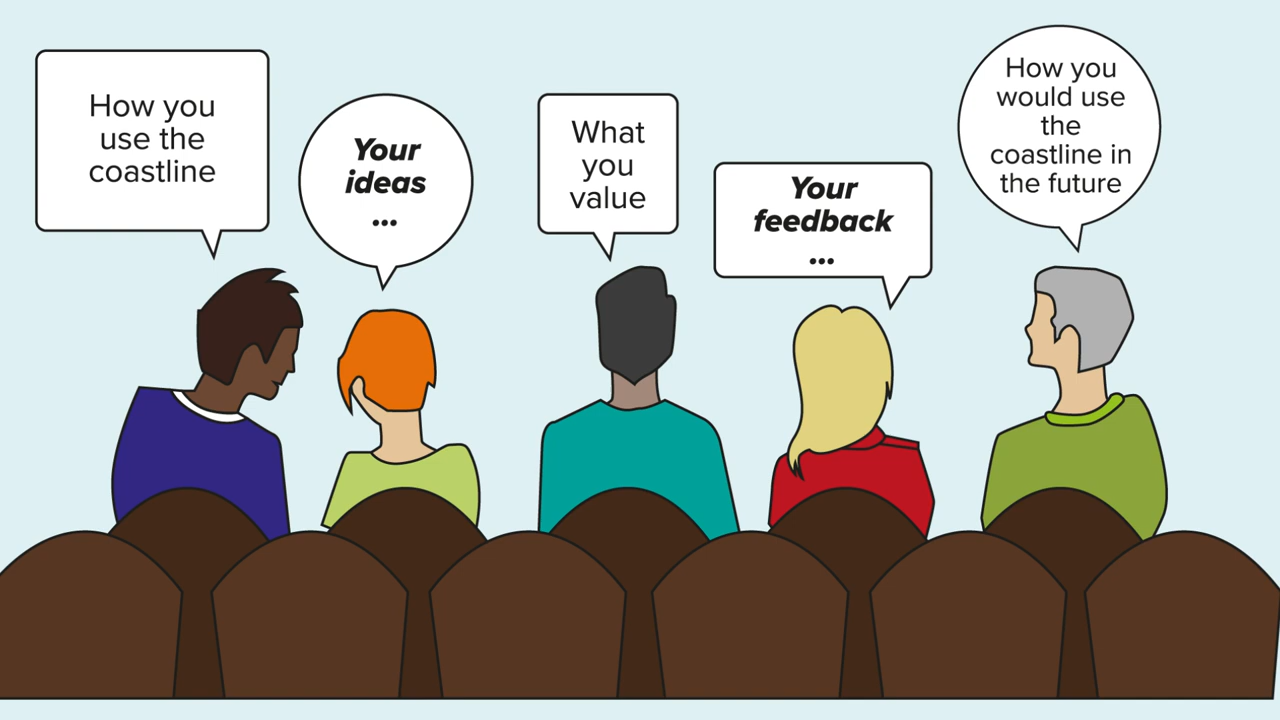 How you
use the
coastline
Your
ideas
...
What
you
value
Your
feedback
...
How you
would use
the
coastline in
the future